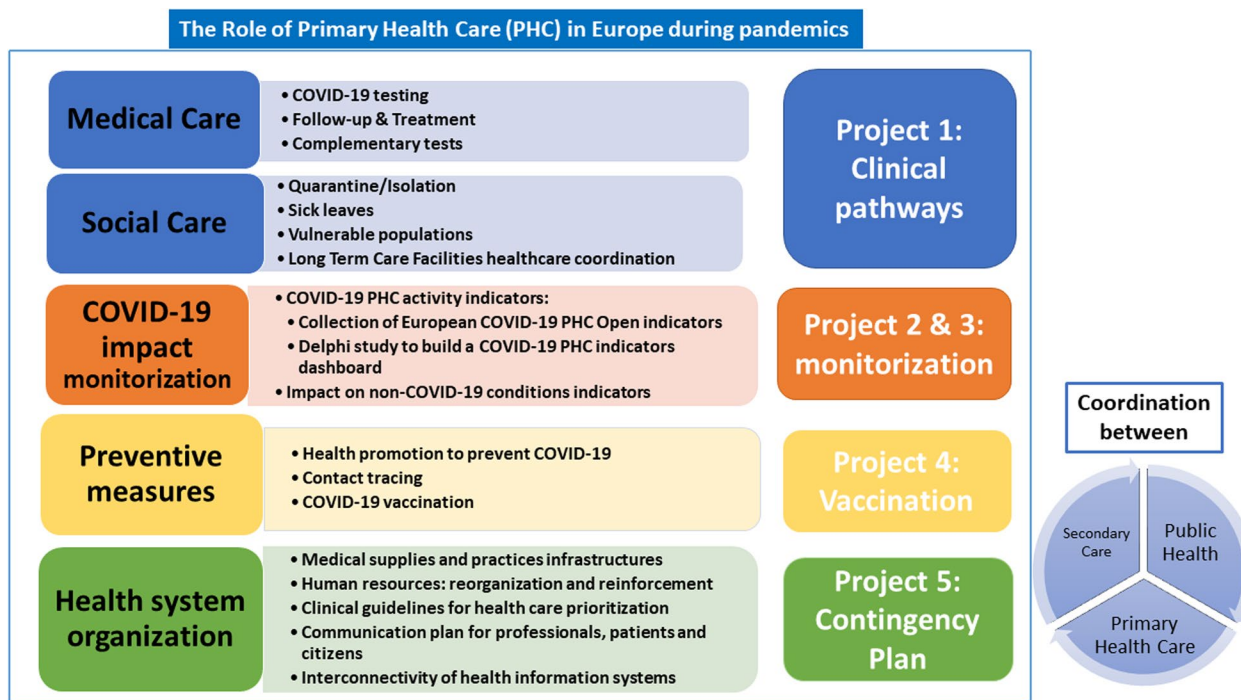 The Role of Primary Health Care (PHC) in Europe during pandemics
Medical Care
• COVID-19 testing
• Follow-up & Treatment
• Complementary tests
Project 1:
Clinical
pathways
Social Care
• Quarantine/Isolation
• Sick leaves
• Vulnerable populations
• Long Term Care Facilities healthcare coordination
COVID-19
impact
monitorization
• COVID-19 PHC activity indicators:
• Collection of European COVID-19 PHC Open indicators
• Delphi study to build a COVID-19 PHC indicators
dashboard
• Impact on non-COVID-19 conditions indicators
Project 2 & 3:
monitorization
Preventive
measures
• Health promotion to prevent COVID-19
• Contact tracing
• COVID-19 vaccination
Project 4:
Vaccination
Health system
organization
• Medical supplies and practices infrastructures
• Human resources: reorganization and reinforcement
• Clinical guidelines for health care prioritization
• Communication plan for professionals, patients and
citizens
• Interconnectivity of health information systems
Project 5:
Contingency
Plan
Coordination
between
Secondary
Care
Public
Health
Primary
Health Care